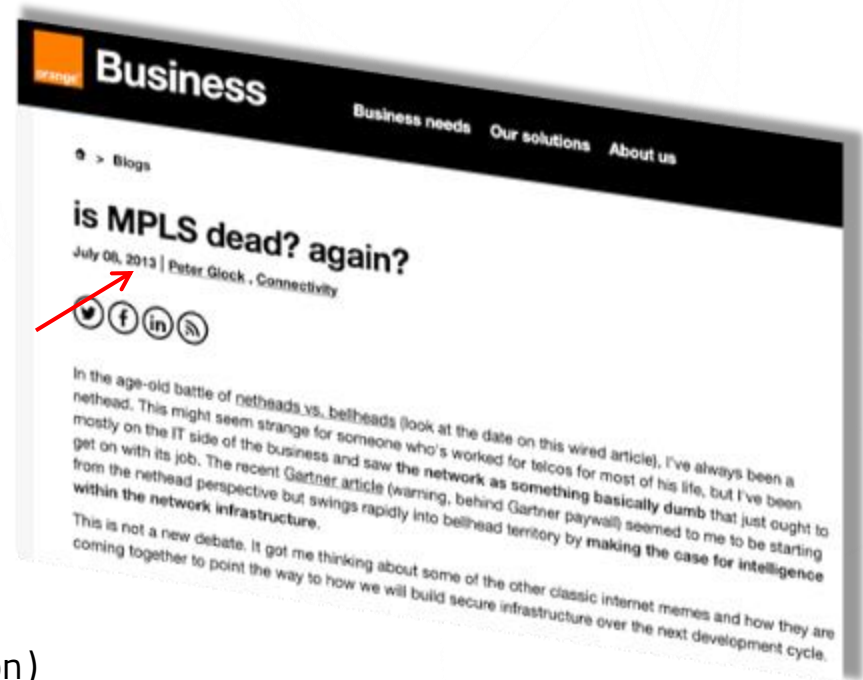 orange Business
Business needs Our solutions About us
> Blogs
is MPLS dead? again?
July 08, 2013 | Peter Glock , Connectivity
In the age-old battle of netheads vs. bellheads (look at the date on this wired article), I've always been a
nethead. This might seem strange for someone who's worked for telcos for most of his life, but I've been
mostly on the IT side of the business and saw the network as something basically dumb that just ought to
get on with its job. The recent Gartner article (warning, behind Gartner paywall) seemed to me to be starting
from the nethead perspective but swings rapidly into bellhead territory by making the case for intelligence
within the network infrastructure.
This is not a new debate. It got me thinking about some of the other classic internet memes and how they are
coming together to point the way to how we will build secure infrastructure over the next development cycle.
on)